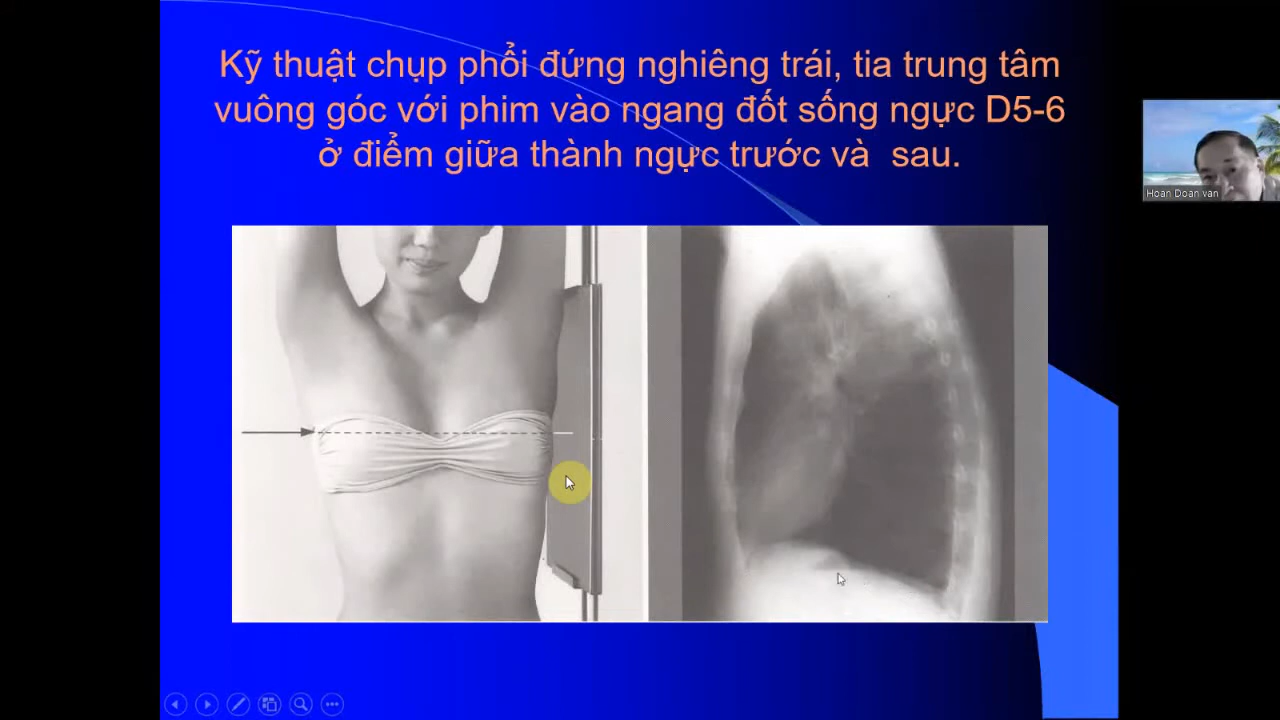 Kỹ thuật chụp phổi đứng nghiêng trái, tia trung tâm
vuông góc với phim vào ngang đốt sống ngực D5-6
ở điểm giữa thành ngực trước và  sau.
Hoan Doan van